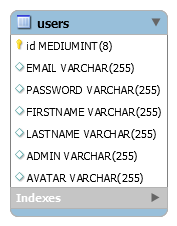 users
id MEDIUMINT(8)
EMAIL VARCHAR(255)
PASSWORD VARCHAR(255)
FIRSTNAME VARCHAR(255)
LASTNAME VARCHAR(255)
ADMIN VARCHAR(255)
AVATAR VARCHAR(255)
Indexes